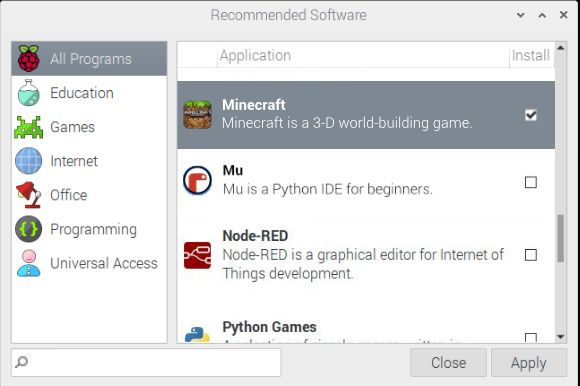 Recommended Software
All Programs
Education
Games
Internet
Office
Programming
Universal Access
Application Install
Minecraft
Minecraft is a 3-D world-building game.
Mu
Mu is a Python IDE for beginners.
Node-RED
Node-RED is a graphical editor for Internet of
Things development.
Python Games
Close Apply